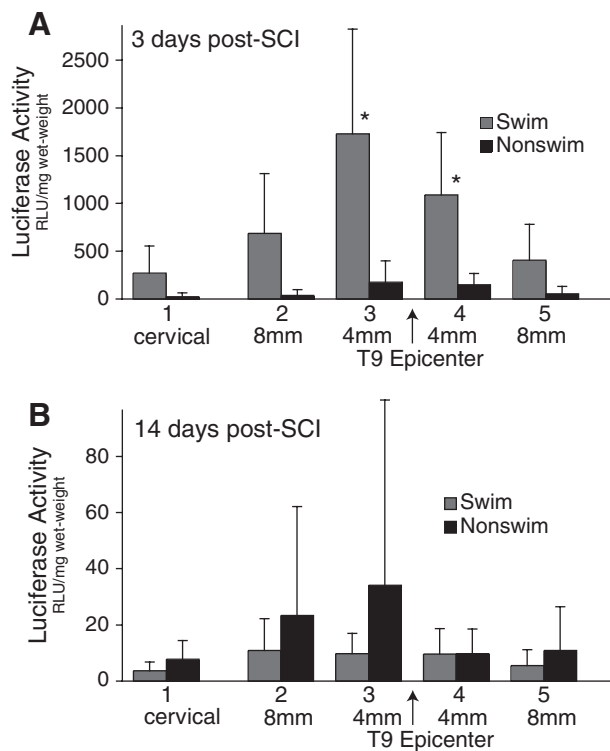 A
3 days post-SCI
Luciferase Activity
RLU/mg wet-weight
2500
2000
1500
1000
500
0
Swim
Nonswim
*
*
1 2 3 4 5
cervical 8mm 4mm 4mm 8mm
T9 Epicenter
B
14 days post-SCI
Luciferase Activity
RLU/mg wet-weight
80
60
40
20
0
Swim
Nonswim
1 2 3 4 5
cervical 8mm 4mm 4mm 8mm
T9 Epicenter